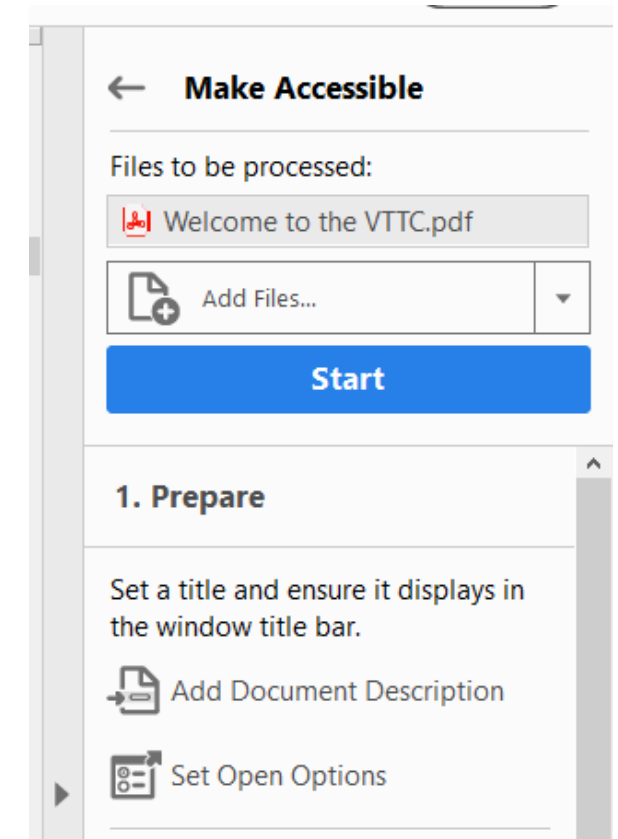 Make Accessible
Files to be processed:
Welcome to the VTTC.pdf
Add Files...
Start
1. Prepare
Set a title and ensure it displays in
the window title bar.
Add Document Description
Set Open Options